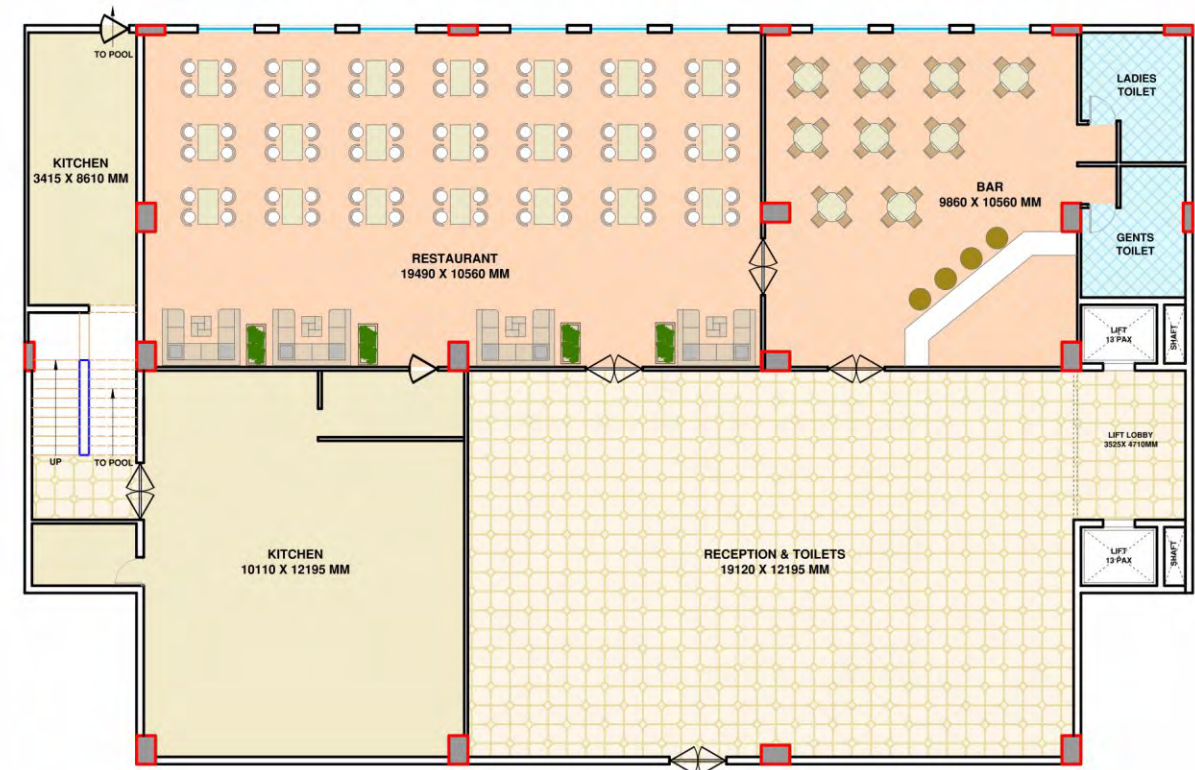 TO POOL
LADIES
TOILET
KITCHEN
3415 X 8610 MM
BAR
9860 X 10560 MM
GENTS
TOILET
RESTAURANT
19490 X 10560 MM
LIFT
13 PAX
SHAFT
LIFT LOBBY
3525X 4710MM
UP
TO POOL
KITCHEN
10110 X 12195 MM
RECEPTION & TOILETS
19120 X 12195 MM
LIFT
13 PAX
SHAFT